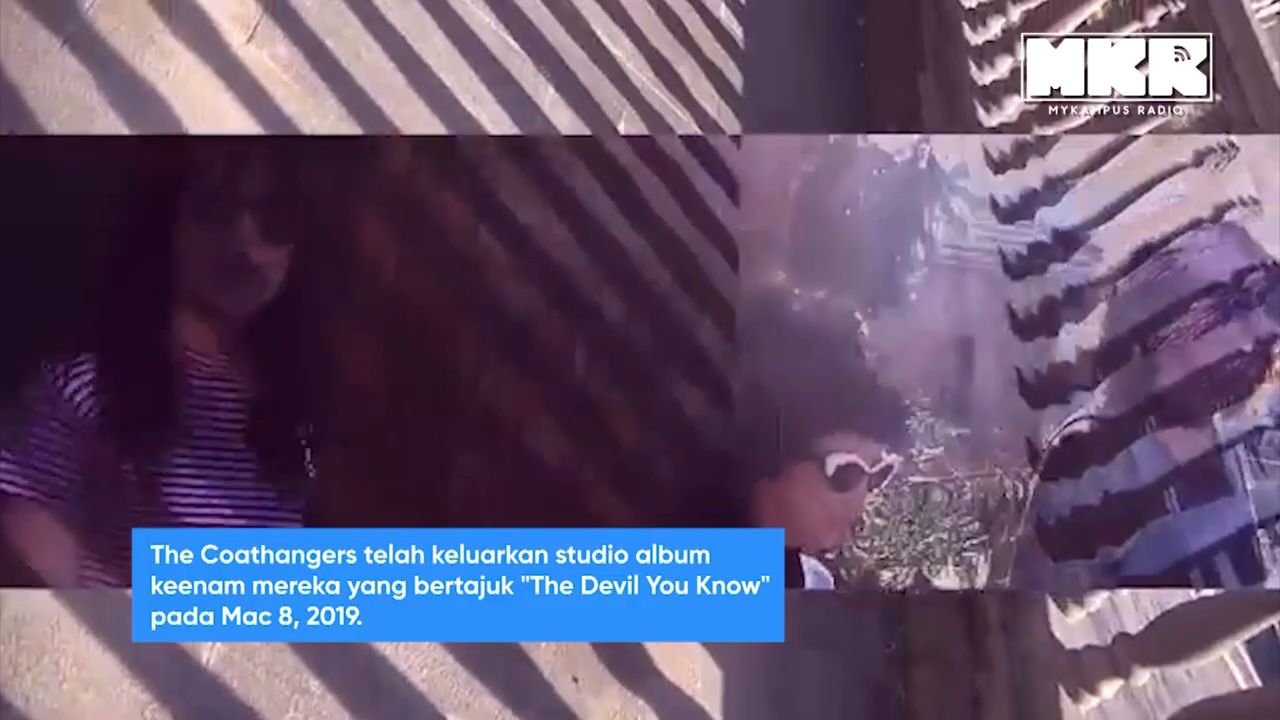 MKR
MYKAMPUS RADIO
The Coathangers telah keluarkan studio album
keenam mereka yang bertajuk "The Devil You Know"
pada Mac 8, 2019.